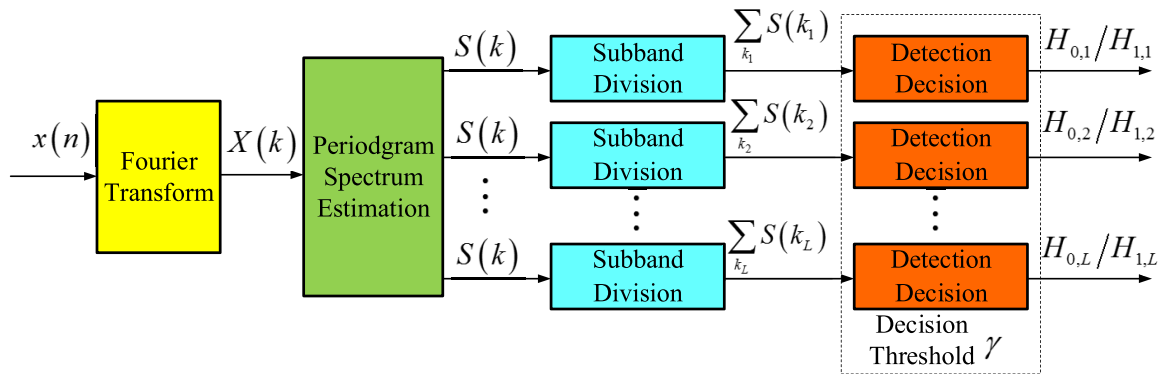 x(n)
Fourier
Transform
X(k)
Periodgram
Spectrum
Estimation
S(k)
Subband
Division
∑_{k_1} S(k_1)
Detection
Decision
H_{0,1}/H_{1,1}
S(k)
Subband
Division
∑_{k_2} S(k_2)
Detection
Decision
H_{0,2}/H_{1,2}
⋮
⋮
⋮
S(k)
Subband
Division
∑_{k_L} S(k_L)
Detection
Decision
H_{0,L}/H_{1,L}
Decision
Threshold γ